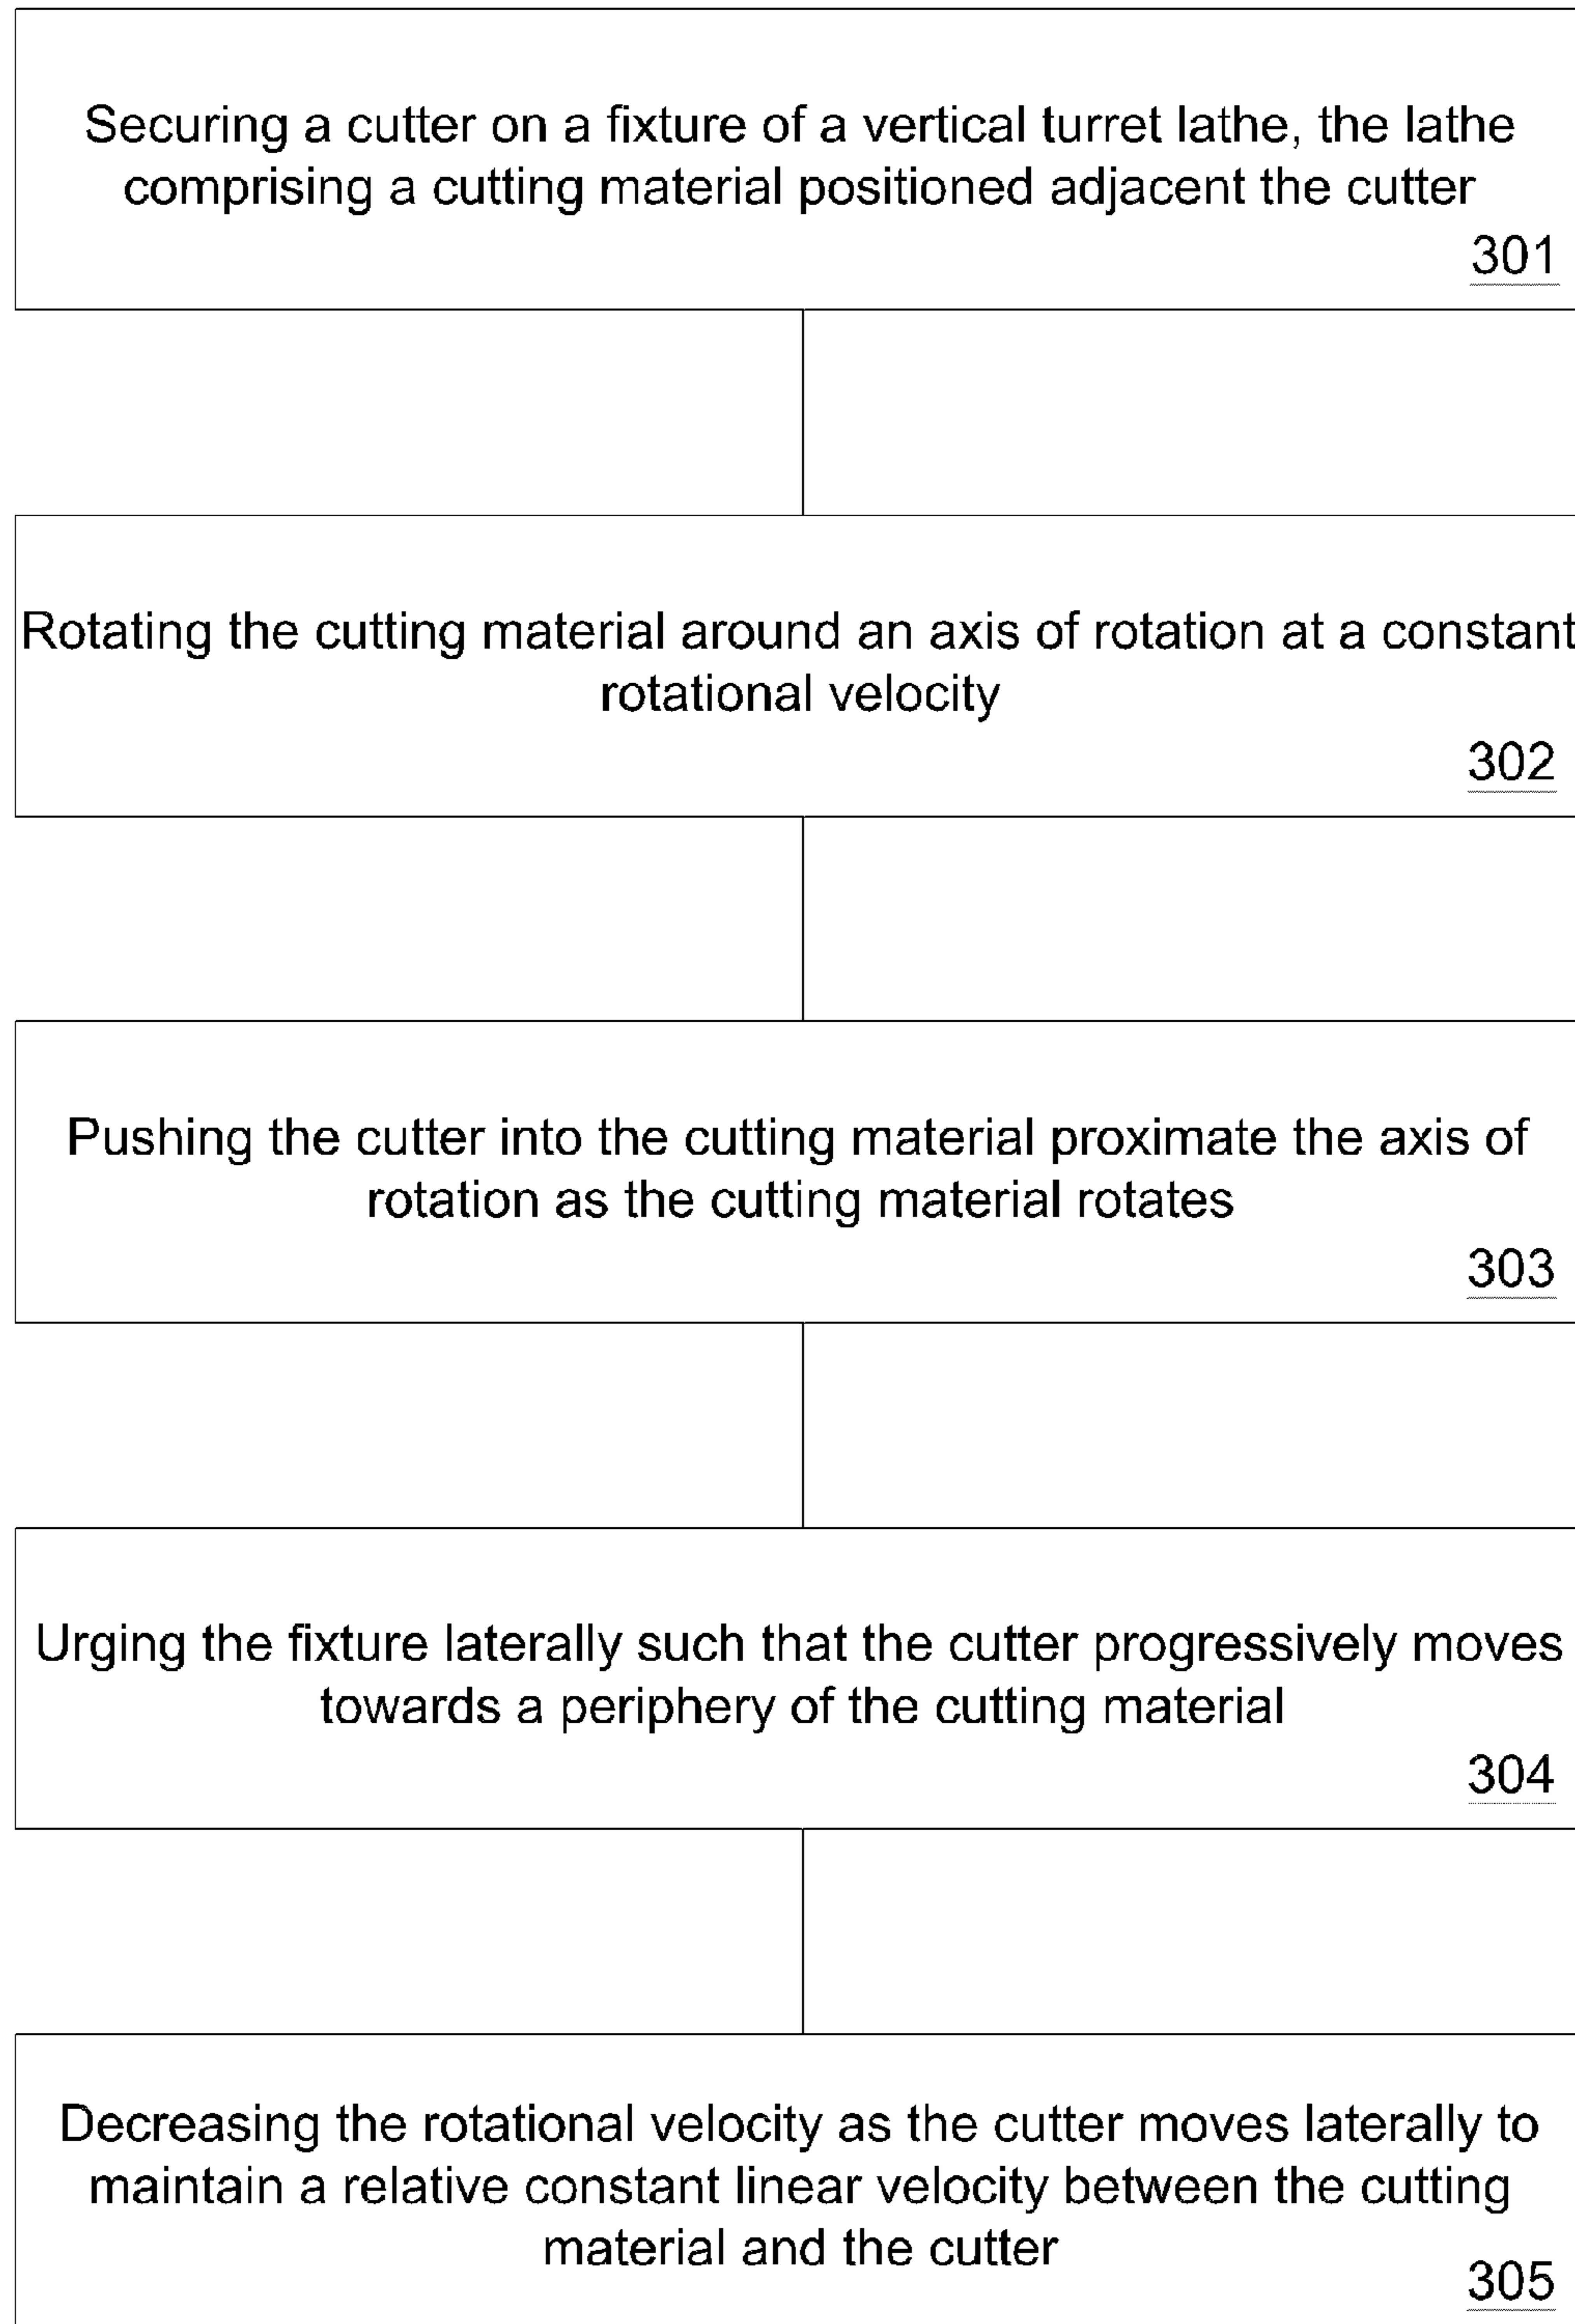 Securing a cutter on a fixture of a vertical turret lathe, the lathe
comprising a cutting material positioned adjacent the cutter
301
Rotating the cutting material around an axis of rotation at a constant
rotational velocity
302
Pushing the cutter into the cutting material proximate the axis of
rotation as the cutting material rotates
303
Urging the fixture laterally such that the cutter progressively moves
towards a periphery of the cutting material
304
Decreasing the rotational velocity as the cutter moves laterally to
maintain a relative constant linear velocity between the cutting
material and the cutter
305